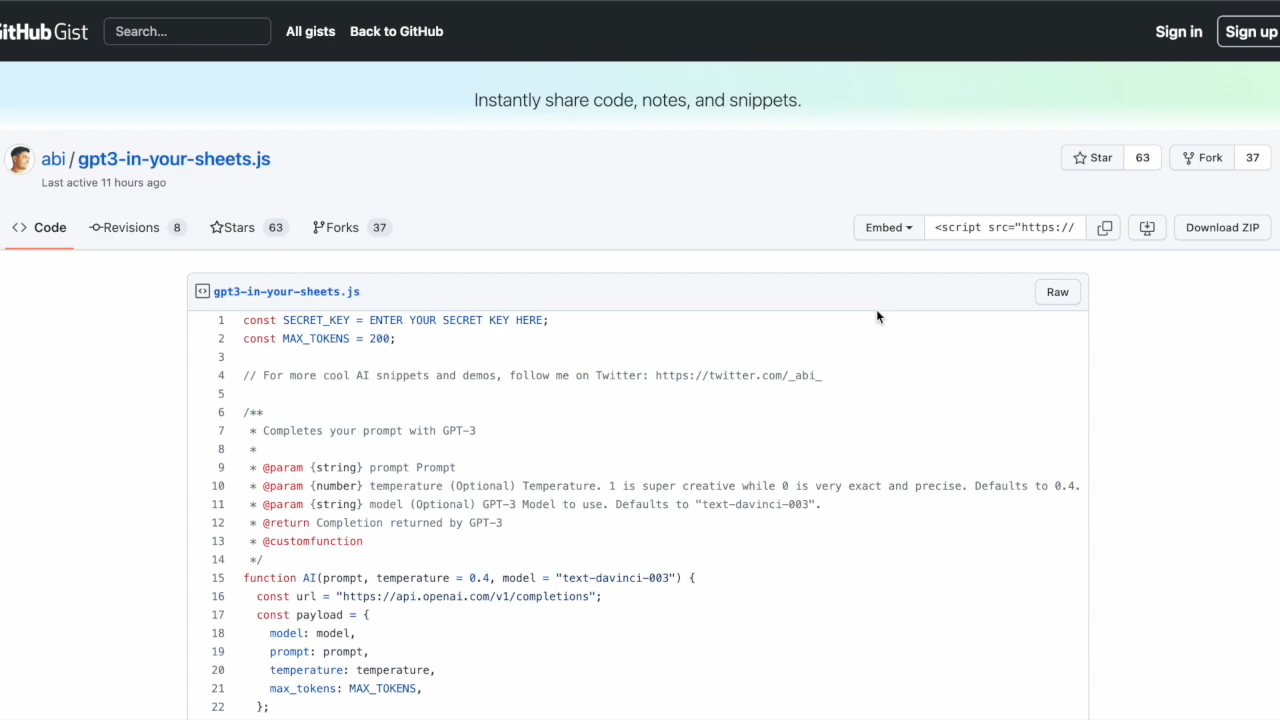 GitHub Gist Search... All gists Back to GitHub Sign in Sign up
Instantly share code, notes, and snippets.
abi / gpt3-in-your-sheets.js Star 63 Fork 37
Last active 11 hours ago
Code Revisions 8 Stars 63 Forks 37 Embed <script src="https:// Download ZIP
gpt3-in-your-sheets.js Raw
1 const SECRET_KEY = ENTER YOUR SECRET KEY HERE;
2 const MAX_TOKENS = 200;
3
4 // For more cool AI snippets and demos, follow me on Twitter: https://twitter.com/_abi_
5
6 /**
7 * Completes your prompt with GPT-3
8 *
9 * @param {string} prompt Prompt
10 * @param {number} temperature (Optional) Temperature. 1 is super creative while 0 is very exact and precise. Defaults to 0.4.
11 * @param {string} model (Optional) GPT-3 Model to use. Defaults to "text-davinci-003".
12 * @return Completion returned by GPT-3
13 * @customfunction
14 */
15 function AI(prompt, temperature = 0.4, model = "text-davinci-003") {
16 const url = "https://api.openai.com/v1/completions";
17 const payload = {
18 model: model,
19 prompt: prompt,
20 temperature: temperature,
21 max_tokens: MAX_TOKENS,
22 };